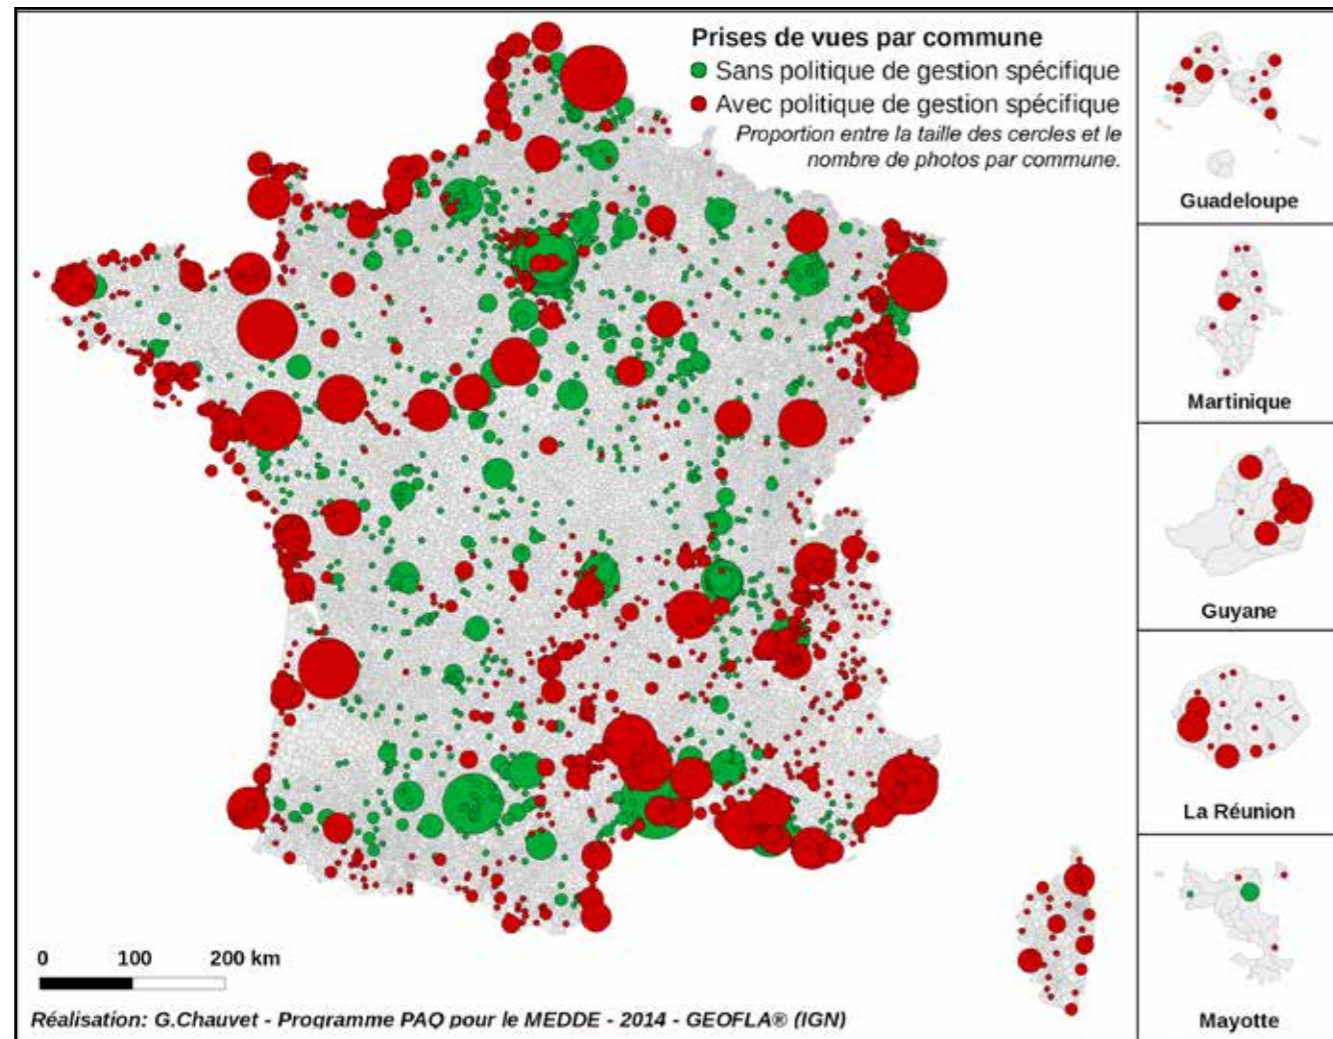 Prises de vues par commune
Sans politique de gestion spécifique
Avec politique de gestion spécifique
Proportion entre la taille des cercles et le
nombre de photos par commune.
Guadeloupe
Martinique
Guyane
La Réunion
Mayotte
0 100 200 km
Réalisation: G.Chauvet - Programme PAQ pour le MEDDE - 2014 - GEOFLA® (IGN)